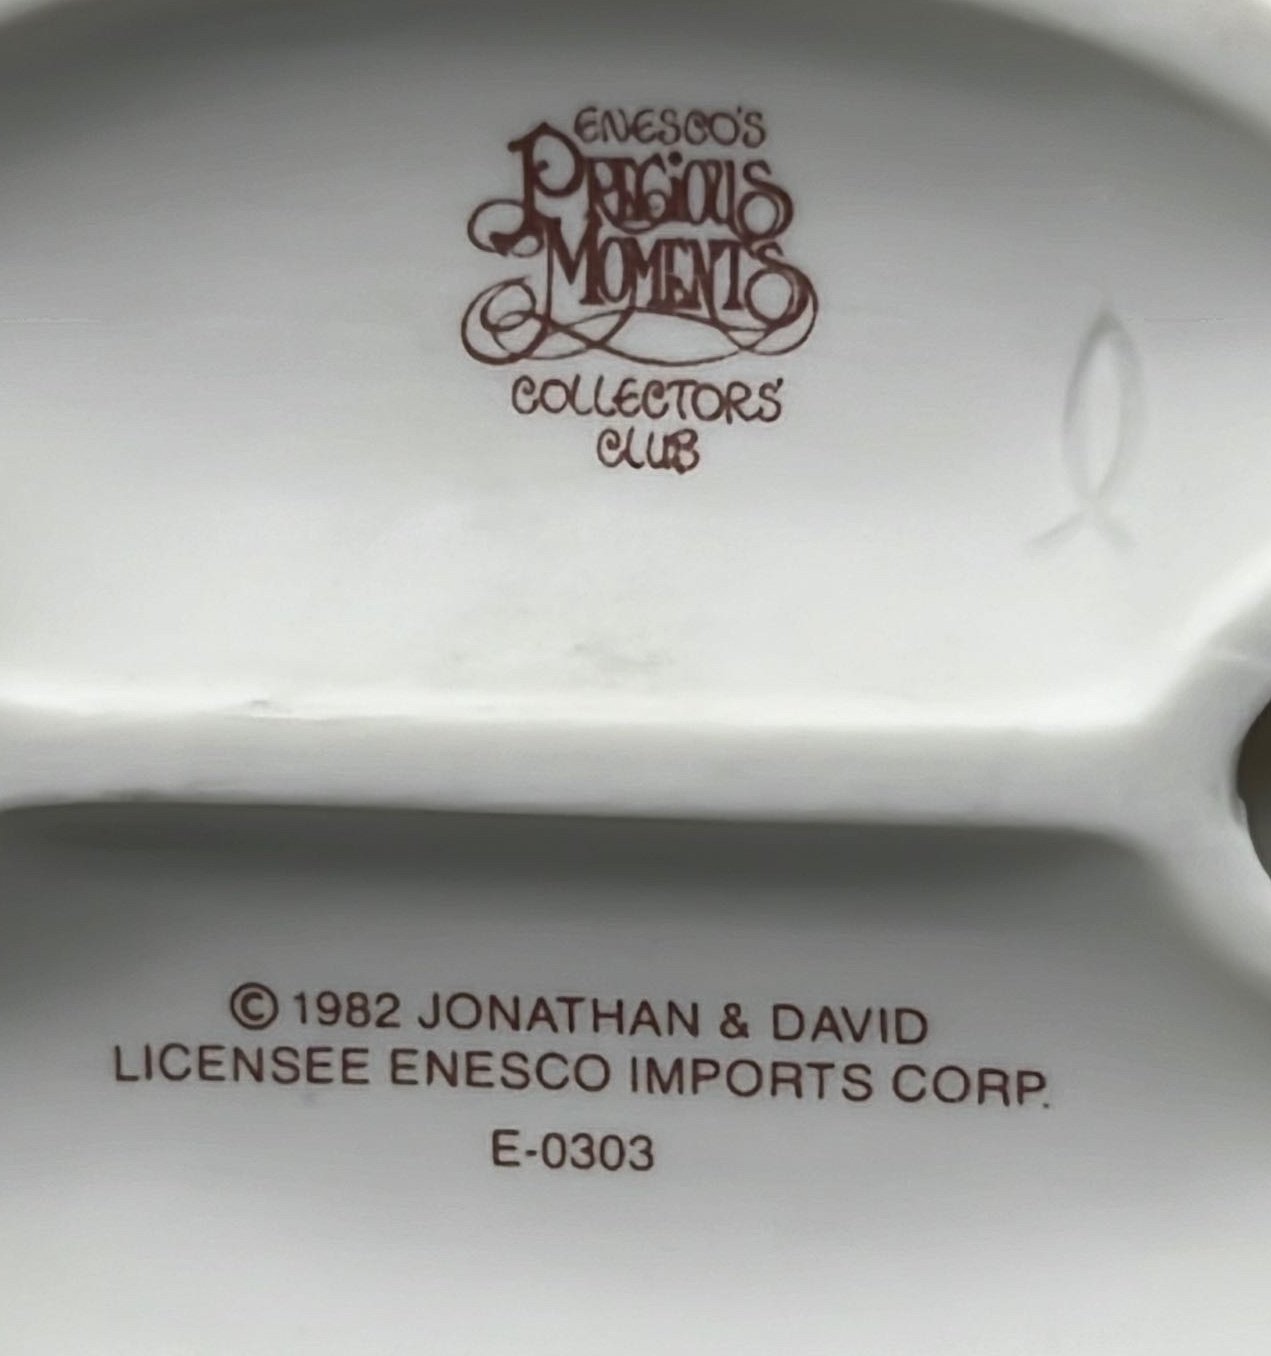 ENESCO'S
PRECIOUS
MOMENTS
COLLECTORS'
CLUB
© 1982 JONATHAN & DAVID
LICENSEE ENESCO IMPORTS CORP.
E-0303